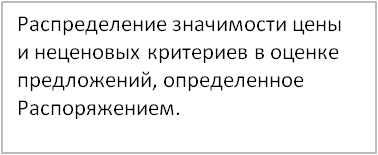 Распределение значимости цены
и неценовых критериев в оценке
предложений, определенное
Распоряжением.